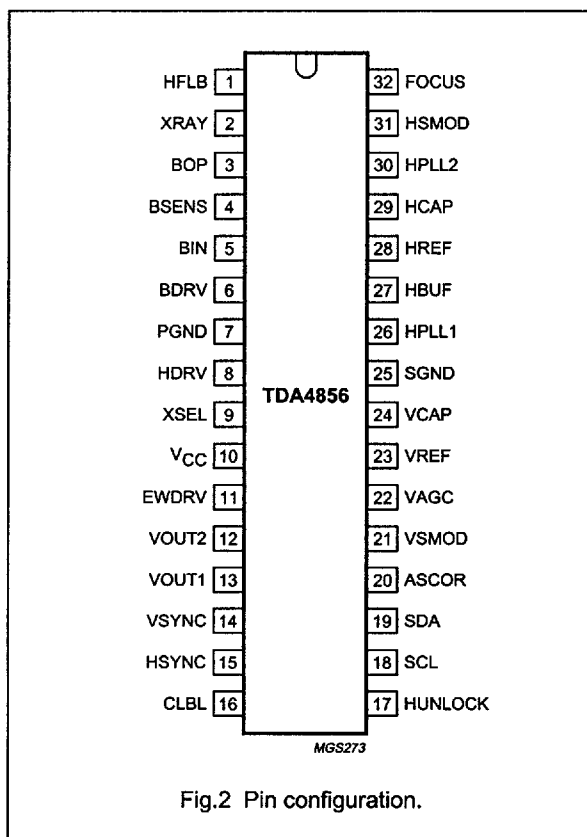 HFLB 1 32 FOCUS
XRAY 2 31 HSMOD
BOP 3 30 HPLL2
BSENS 4 29 HCAP
BIN 5 28 HREF
BDRV 6 27 HBUF
PGND 7 26 HPLL1
HDRV 8 25 SGND
TDA4856
XSEL 9 24 VCAP
VCC 10 23 VREF
EWDRV 11 22 VAGC
VOUT2 12 21 VSMOD
VOUT1 13 20 ASCOR
VSYNC 14 19 SDA
HSYNC 15 18 SCL
CLBL 16 17 HUNLOCK
MGS273
Fig.2 Pin configuration.